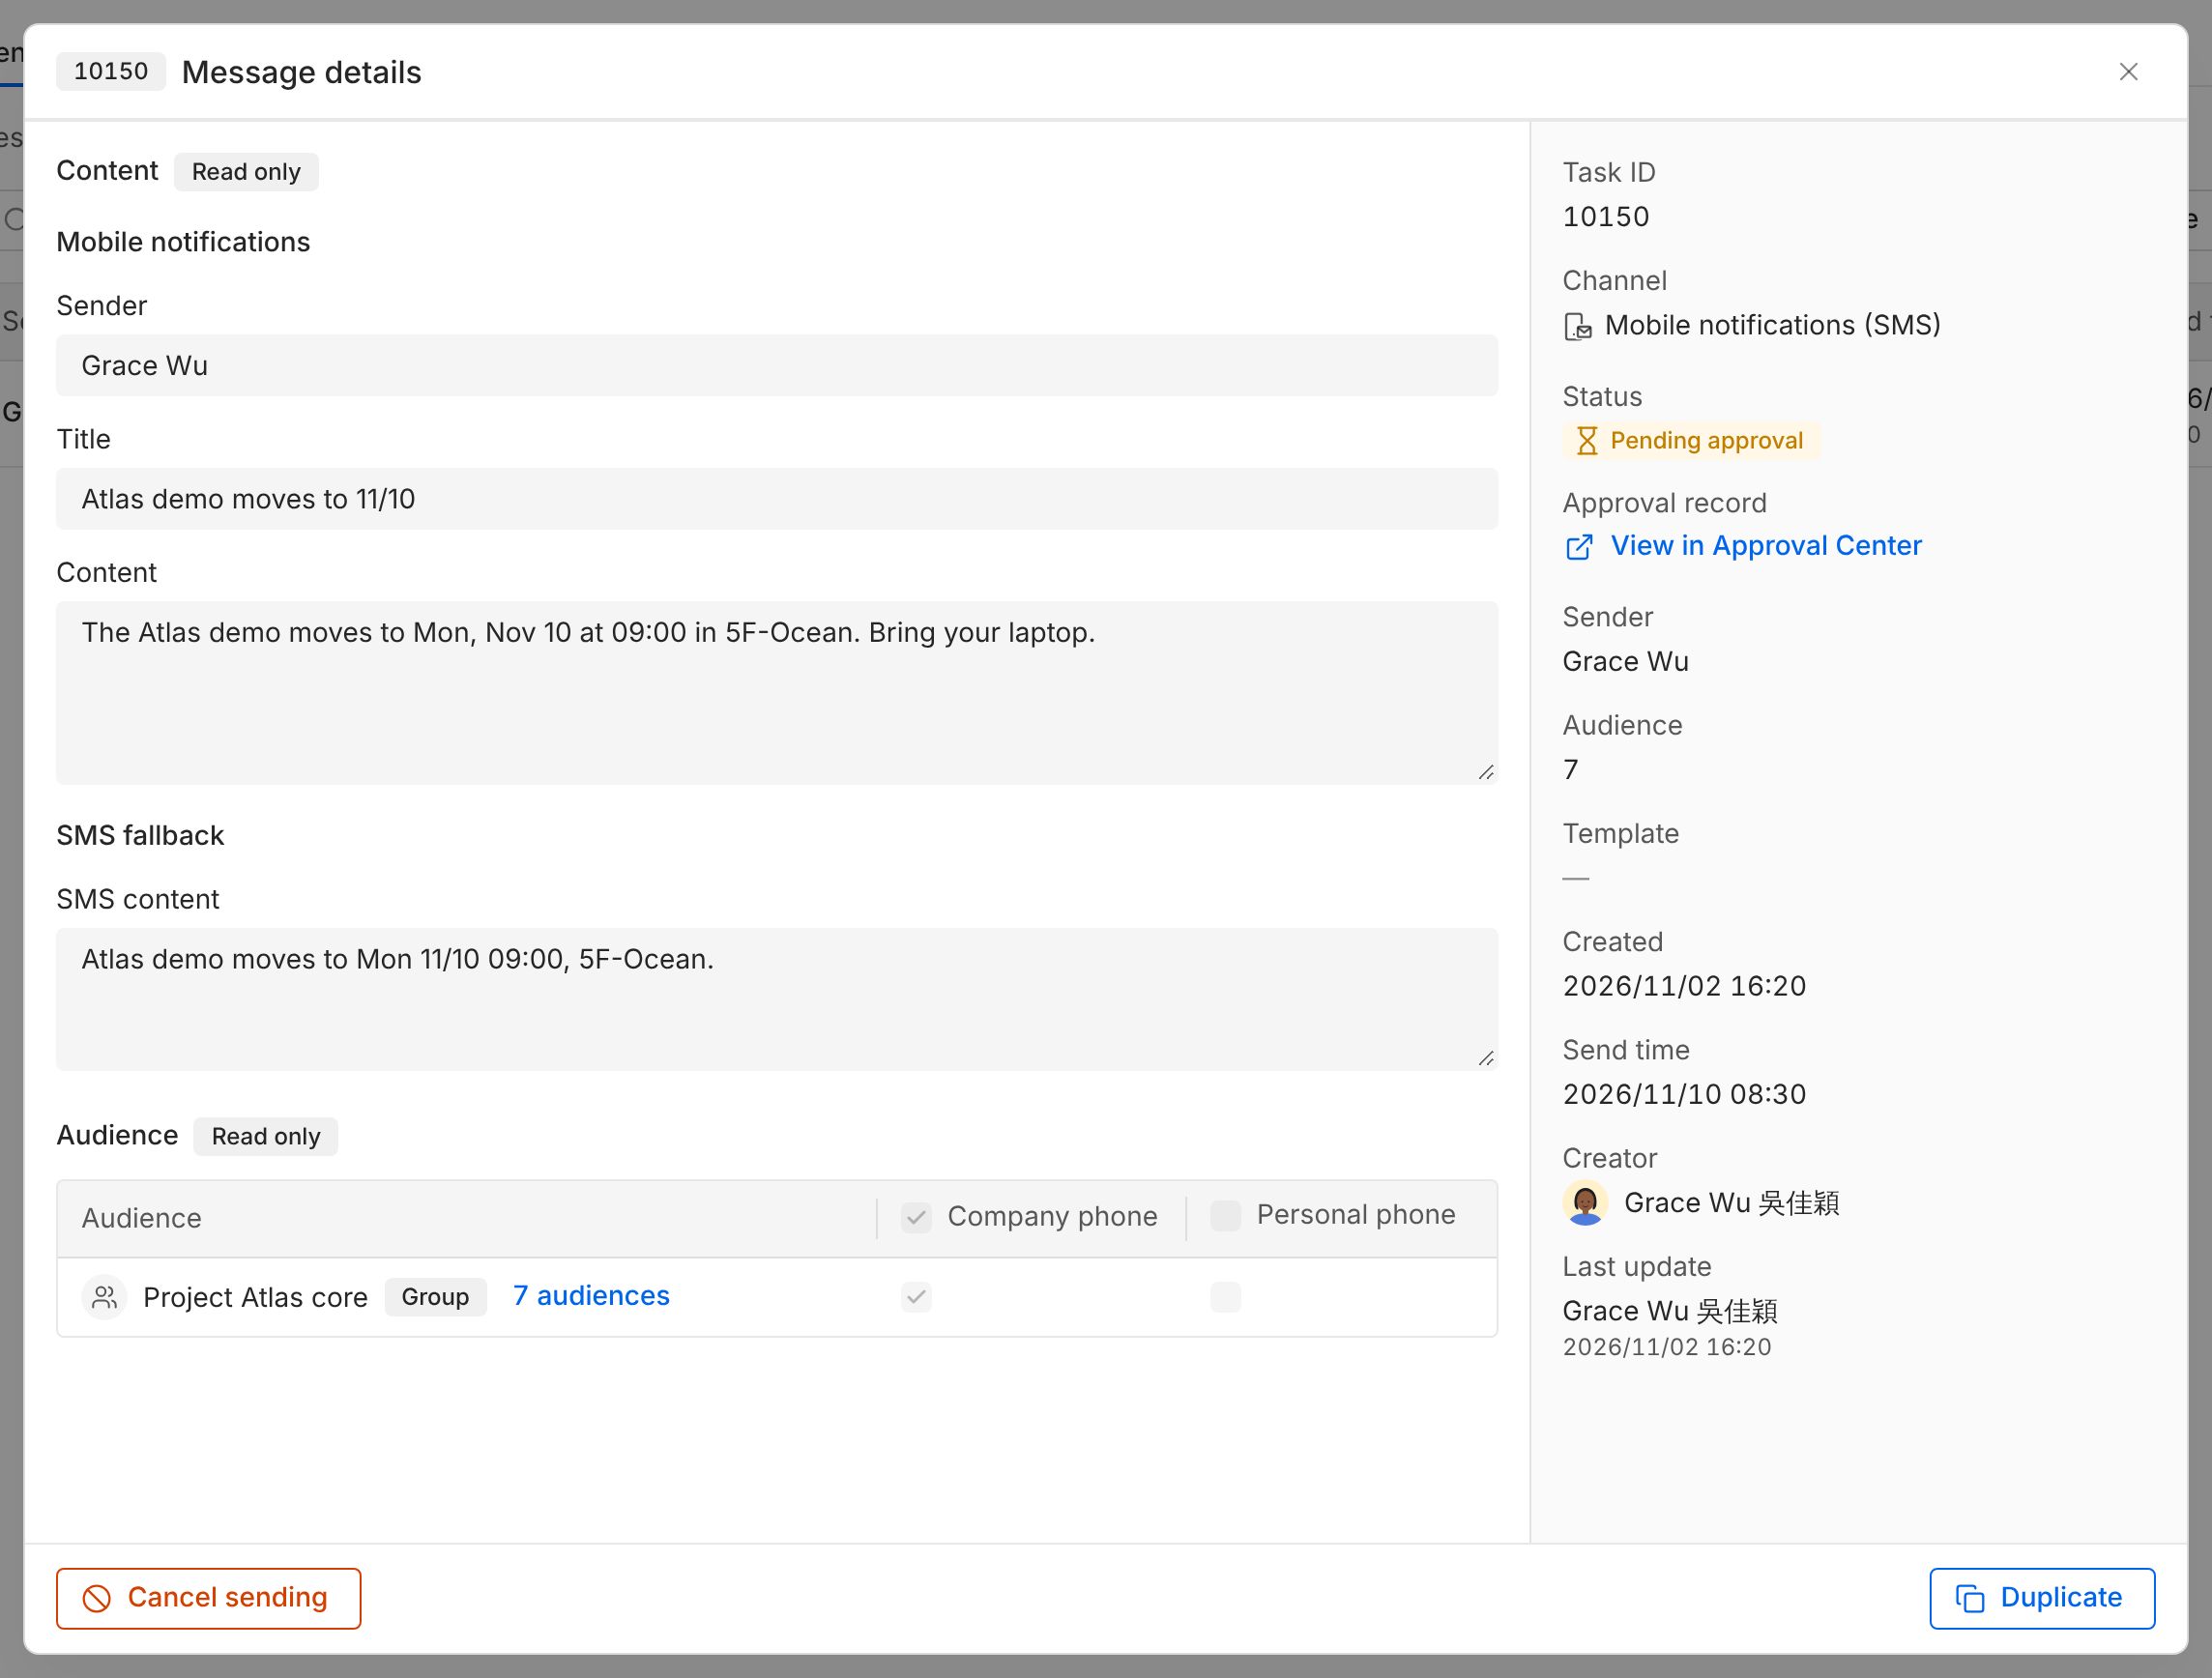 10150 Message details
Content Read only
Mobile notifications
Sender
Grace Wu
Title
Atlas demo moves to 11/10
Content
The Atlas demo moves to Mon, Nov 10 at 09:00 in 5F-Ocean. Bring your laptop.
SMS fallback
SMS content
Atlas demo moves to Mon 11/10 09:00, 5F-Ocean.
Audience Read only
Audience Company phone Personal phone
Project Atlas core Group 7 audiences
Task ID
10150
Channel
Mobile notifications (SMS)
Status
Pending approval
Approval record
View in Approval Center
Sender
Grace Wu
Audience
7
Template
—
Created
2026/11/02 16:20
Send time
2026/11/10 08:30
Creator
Grace Wu 吳佳穎
Last update
Grace Wu 吳佳穎
2026/11/02 16:20
Cancel sending
Duplicate